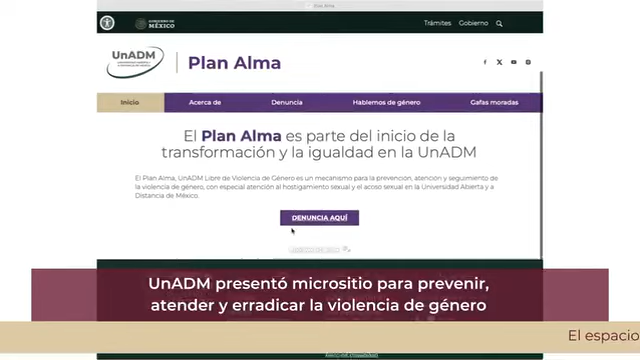 GOBIERNO DE
MÉXICO
Trámites Gobierno
UnADM
Plan Alma
Inicio Acerca de Denuncia Hablemos de género Gafas moradas
El Plan Alma es parte del inicio de la
transformación y la igualdad en la UnADM
El Plan Alma, UnADM Libre de Violencia de Género es un mecanismo para la prevención, atención y seguimiento de
la violencia de género, con especial atención al hostigamiento sexual y el acoso sexual en la Universidad Abierta y a
Distancia de México.
DENUNCIA AQUÍ
UnADM presentó micrositio para prevenir,
atender y erradicar la violencia de género
El espacio